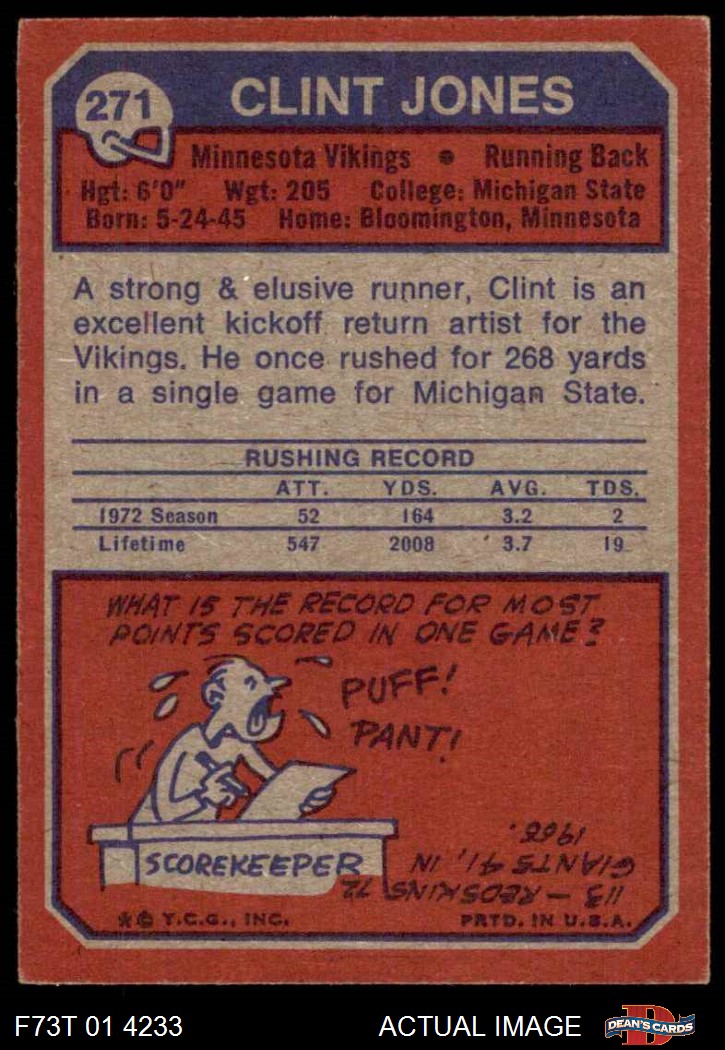 271
CLINT JONES
Minnesota Vikings • Running Back
Hgt: 6'0" Wgt: 205 College: Michigan State
Born: 5-24-45 Home: Bloomington, Minnesota
A strong & elusive runner, Clint is an
excellent kickoff return artist for the
Vikings. He once rushed for 268 yards
in a single game for Michigan State.
RUSHING RECORD
ATT. YDS. AVG. TDS.
1972 Season 52 164 3.2 2
Lifetime 547 2008 3.7 19
WHAT IS THE RECORD FOR MOST
POINTS SCORED IN ONE GAME?
PUFF!
PANT!
SCOREKEEPER
113 — REDSKINS 72
GIANTS 41, IN
1966.
★© Y.C.G., INC. PRTD. IN U.S.A.
F73T 01 4233 ACTUAL IMAGE
D
DEAN'S CARDS